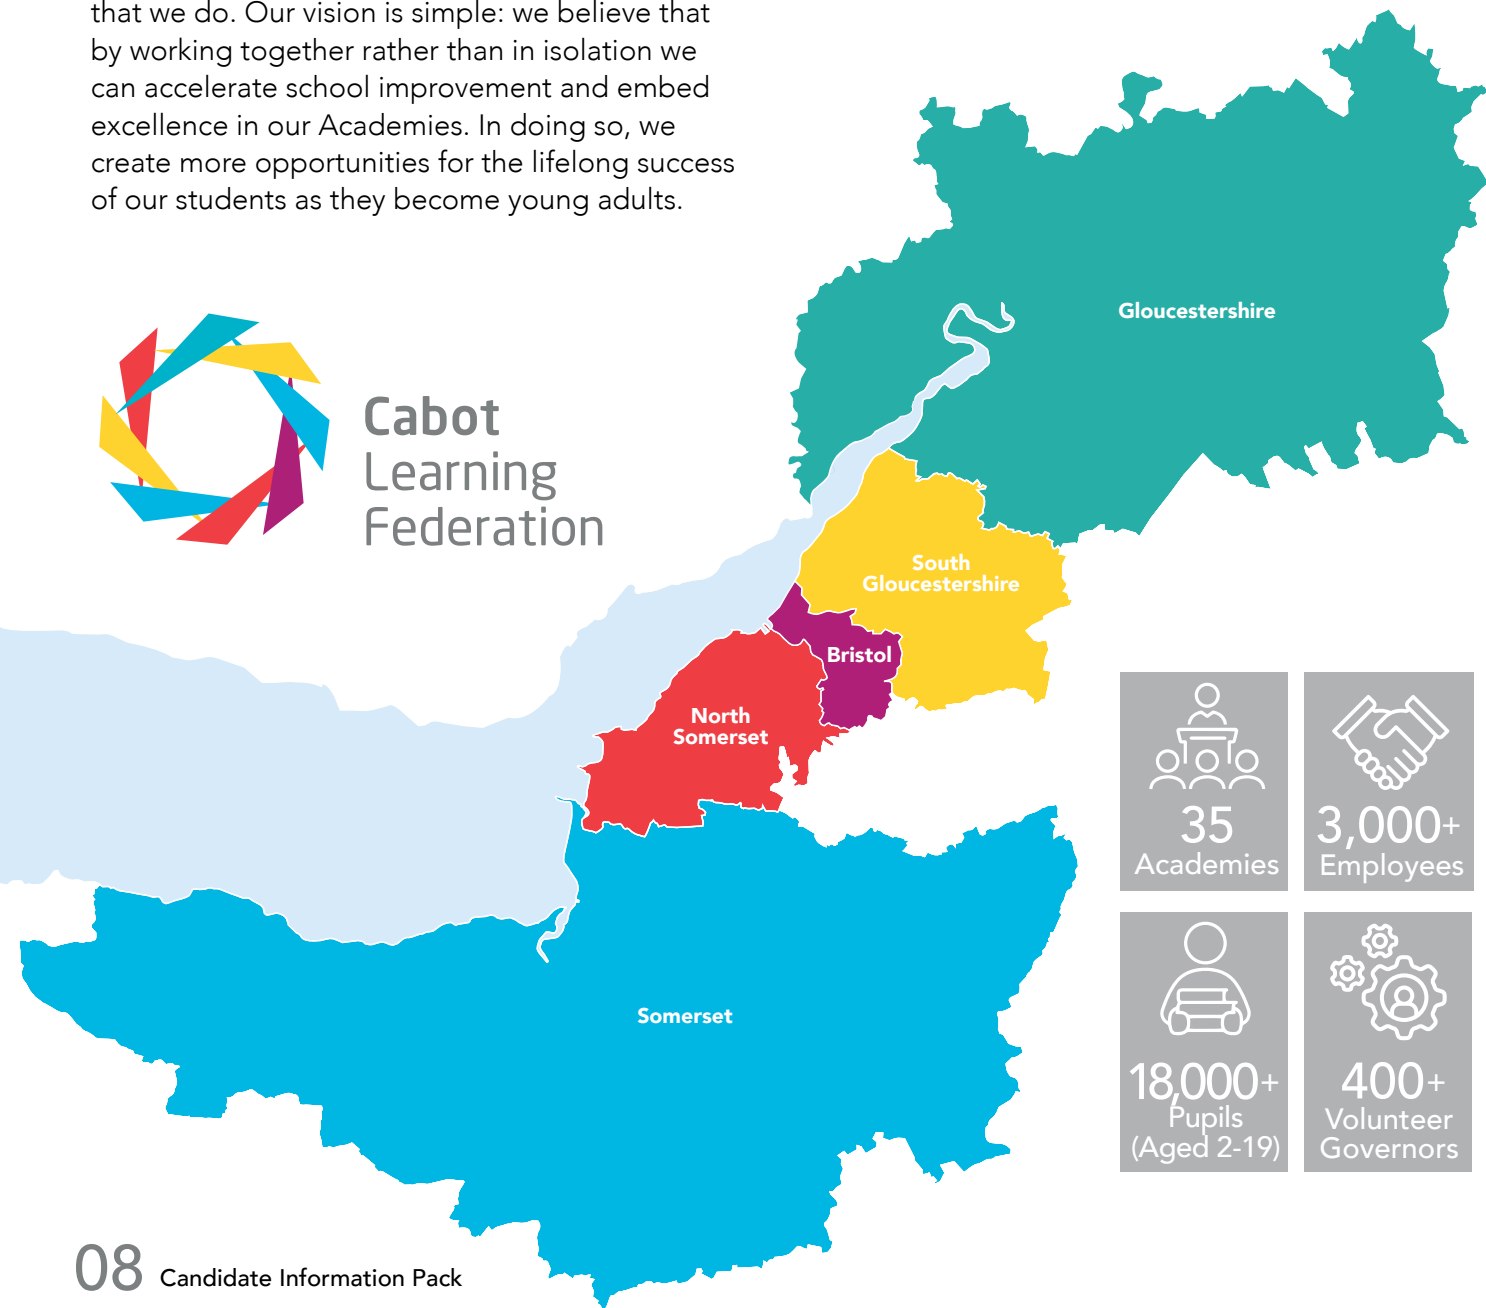 that we do. Our vision is simple: we believe that
by working together rather than in isolation we
can accelerate school improvement and embed
excellence in our Academies. In doing so, we
create more opportunities for the lifelong success
of our students as they become young adults.
Cabot
Learning
Federation
Gloucestershire
South
Gloucestershire
Bristol
North
Somerset
Somerset
35
Academies
3,000+
Employees
18,000+
Pupils
(Aged 2-19)
400+
Volunteer
Governors
08 Candidate Information Pack